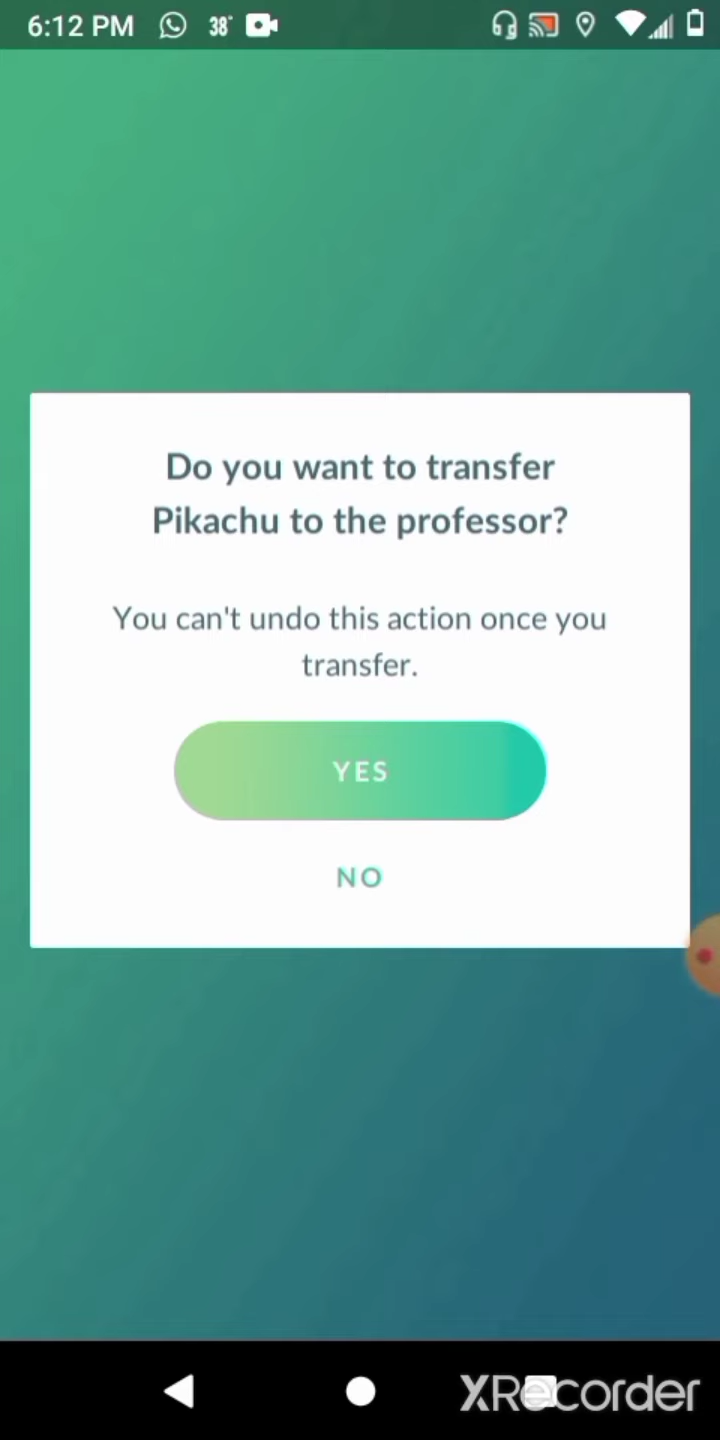 6:12 PM 38°
Do you want to transfer
Pikachu to the professor?
You can't undo this action once you
transfer.
YES
NO
XRecorder